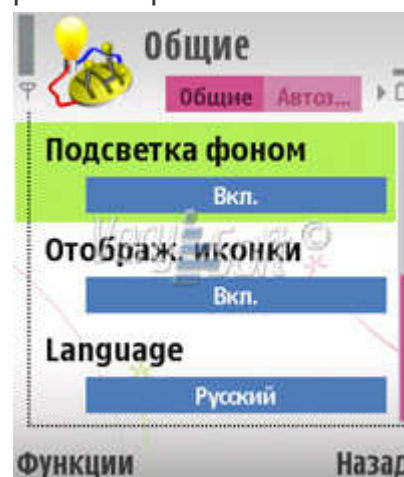 Общие
Общие Автоз...
Подсветка фоном
Вкл.
Отображ. иконки
Вкл.
Language
Русский
Функции Назад